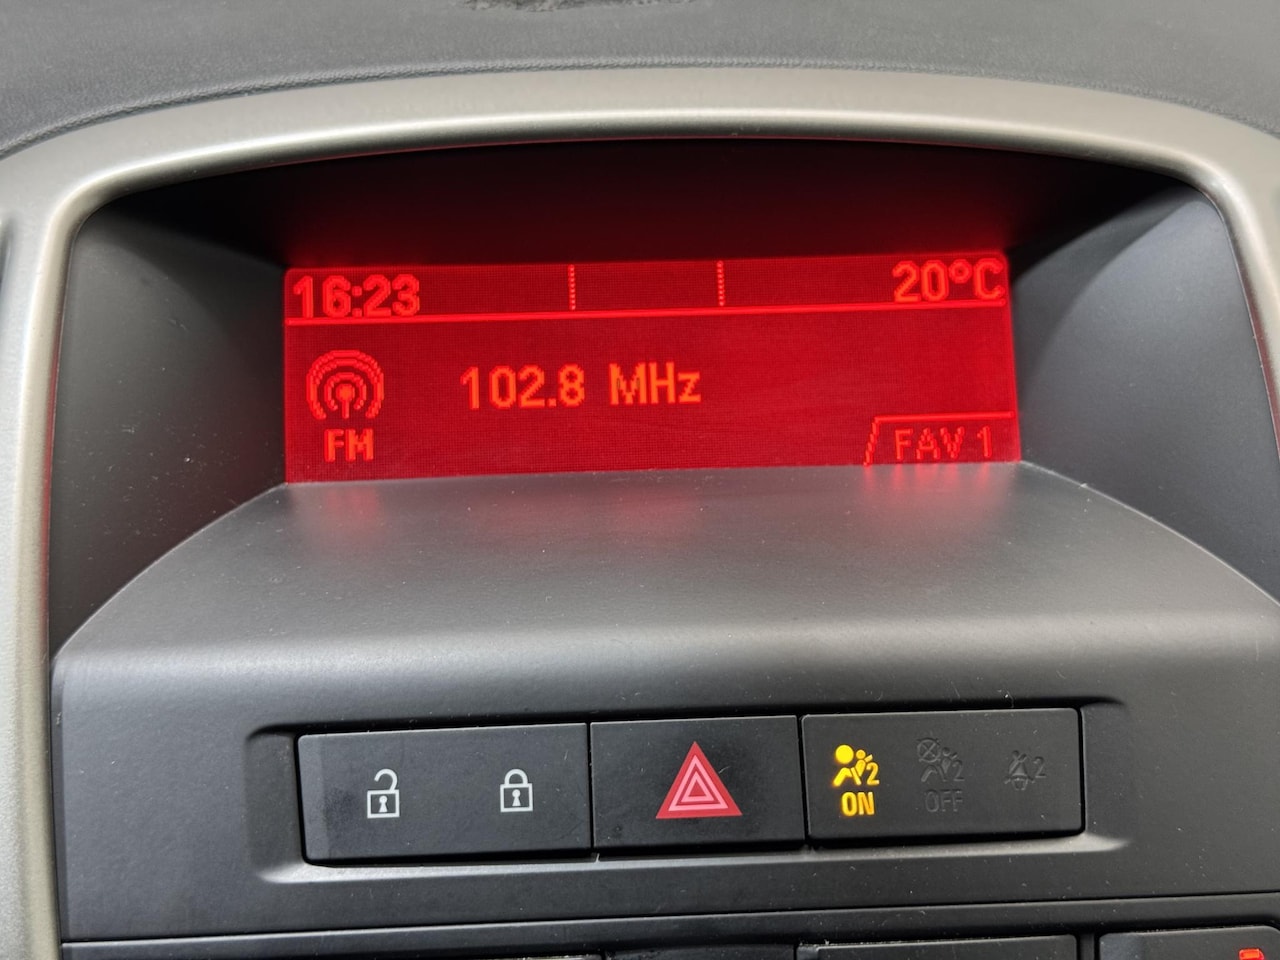 16:23 20°C
102.8 MHz
FM
FAV 1
2 2 2
ON OFF